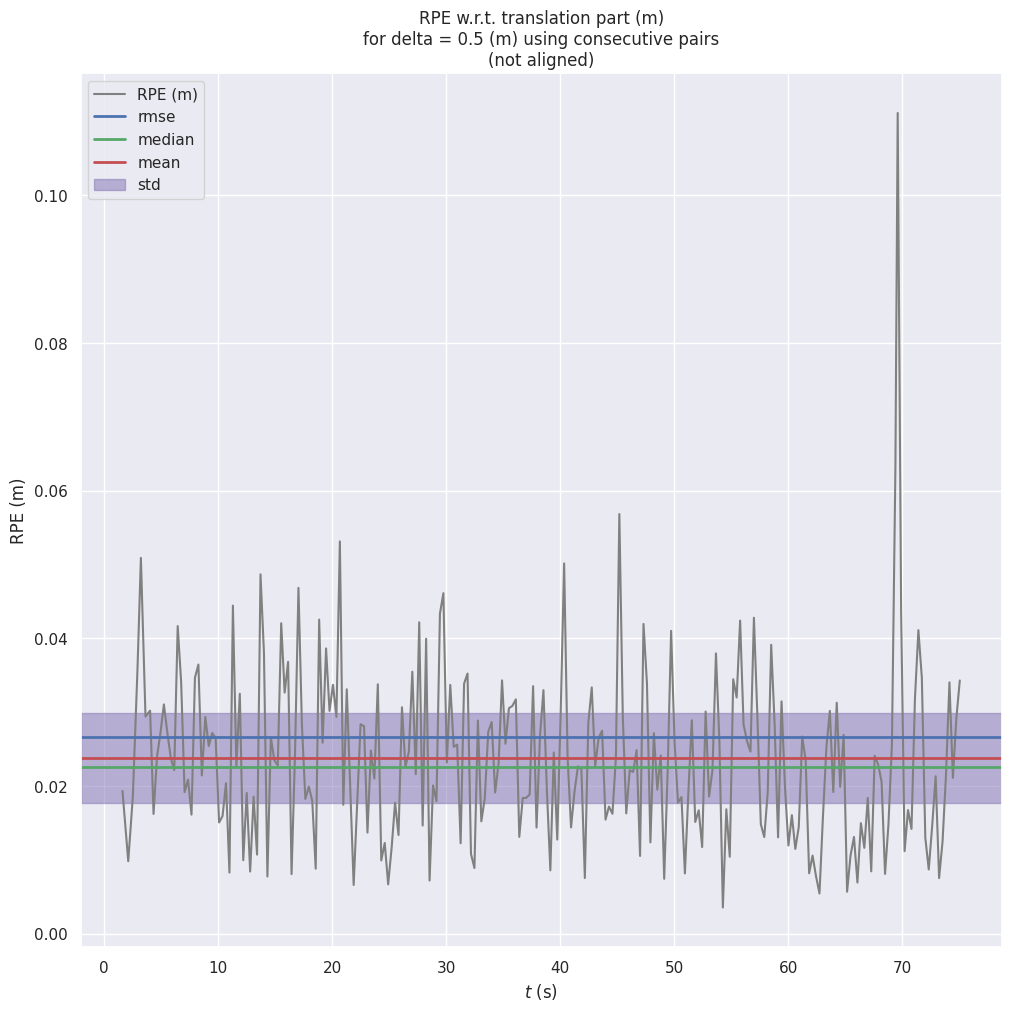 RPE w.r.t. translation part (m)
for delta = 0.5 (m) using consecutive pairs
(not aligned)
RPE (m)
rmse
median
mean
std
0.10
0.08
0.06
0.04
0.02
0.00
RPE (m)
0 10 20 30 40 50 60 70
t (s)